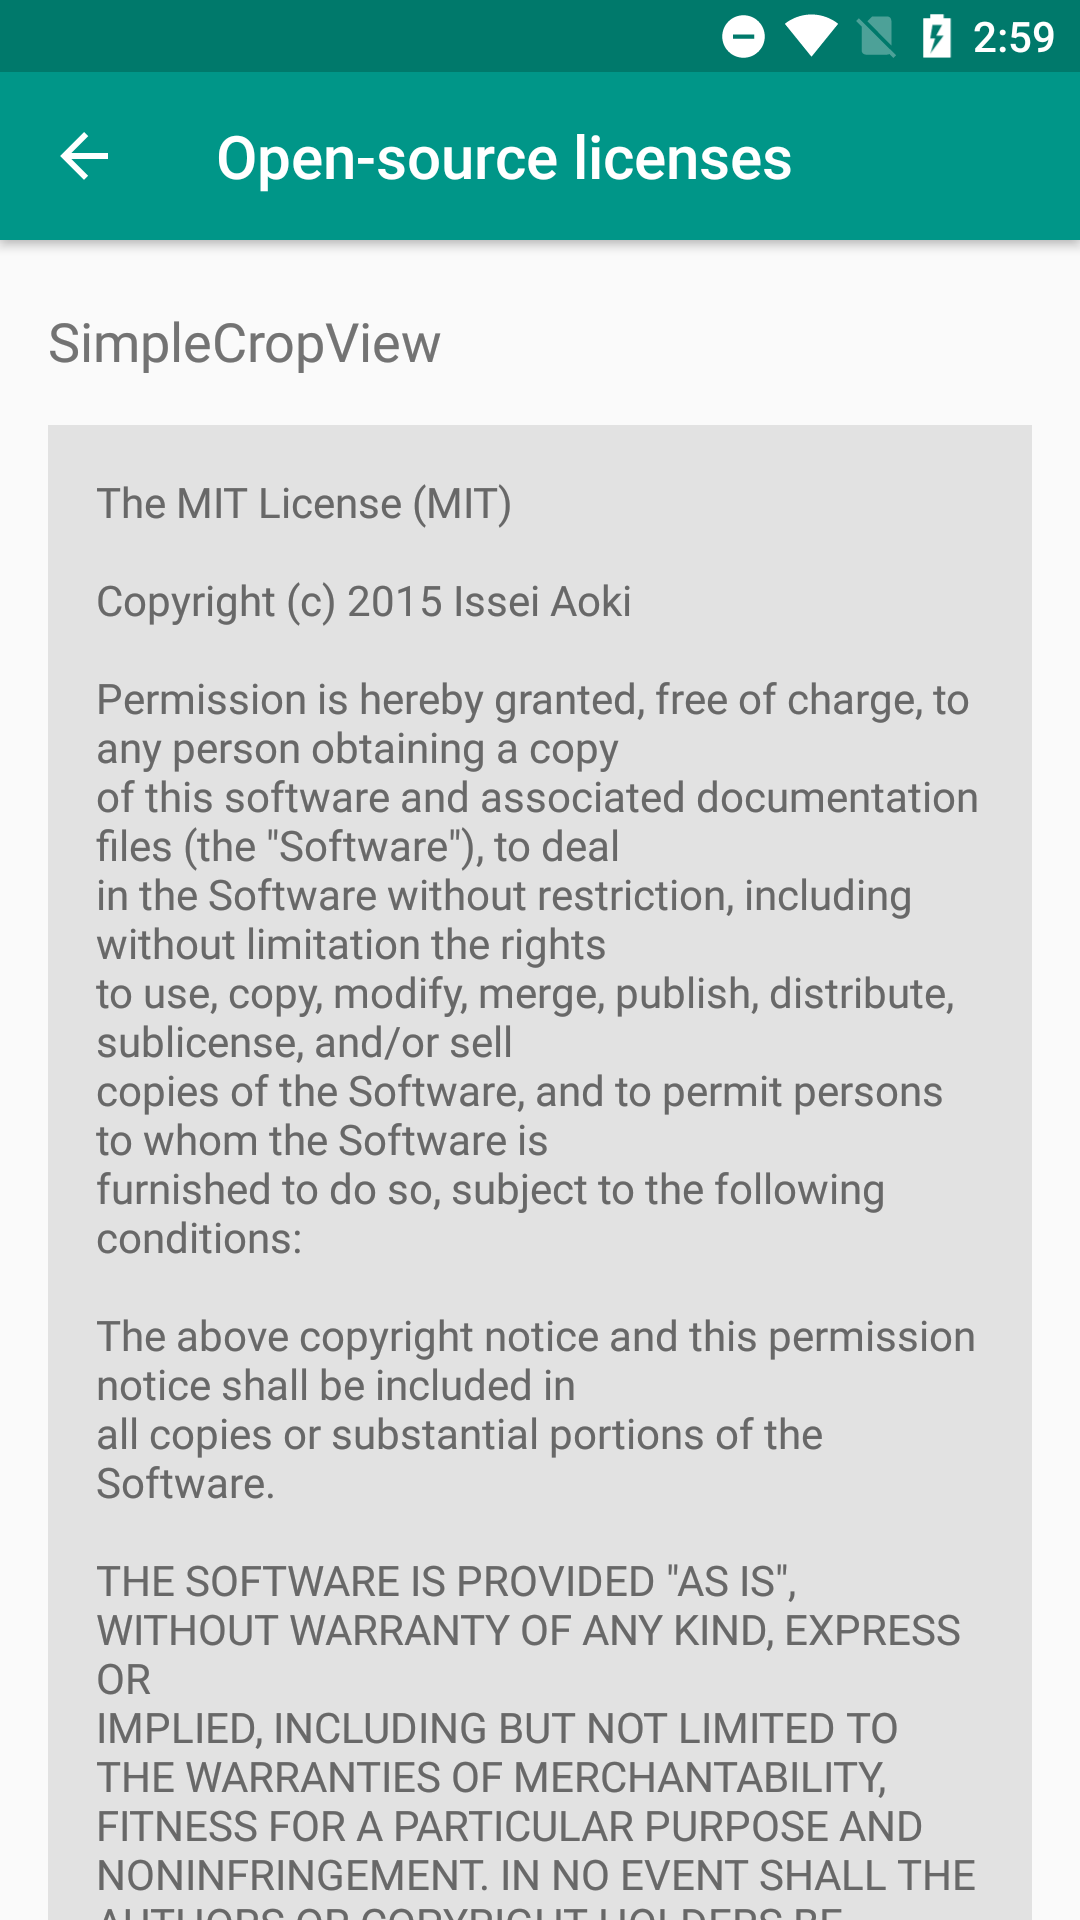 2:59
Open-source licenses
SimpleCropView
The MIT License (MIT)
Copyright (c) 2015 Issei Aoki
Permission is hereby granted, free of charge, to
any person obtaining a copy
of this software and associated documentation
files (the "Software"), to deal
in the Software without restriction, including
without limitation the rights
to use, copy, modify, merge, publish, distribute,
sublicense, and/or sell
copies of the Software, and to permit persons
to whom the Software is
furnished to do so, subject to the following
conditions:
The above copyright notice and this permission
notice shall be included in
all copies or substantial portions of the
Software.
THE SOFTWARE IS PROVIDED "AS IS",
WITHOUT WARRANTY OF ANY KIND, EXPRESS
OR
IMPLIED, INCLUDING BUT NOT LIMITED TO
THE WARRANTIES OF MERCHANTABILITY,
FITNESS FOR A PARTICULAR PURPOSE AND
NONINFRINGEMENT. IN NO EVENT SHALL THE
AUTHORS OR COPYRIGHT HOLDERS BE